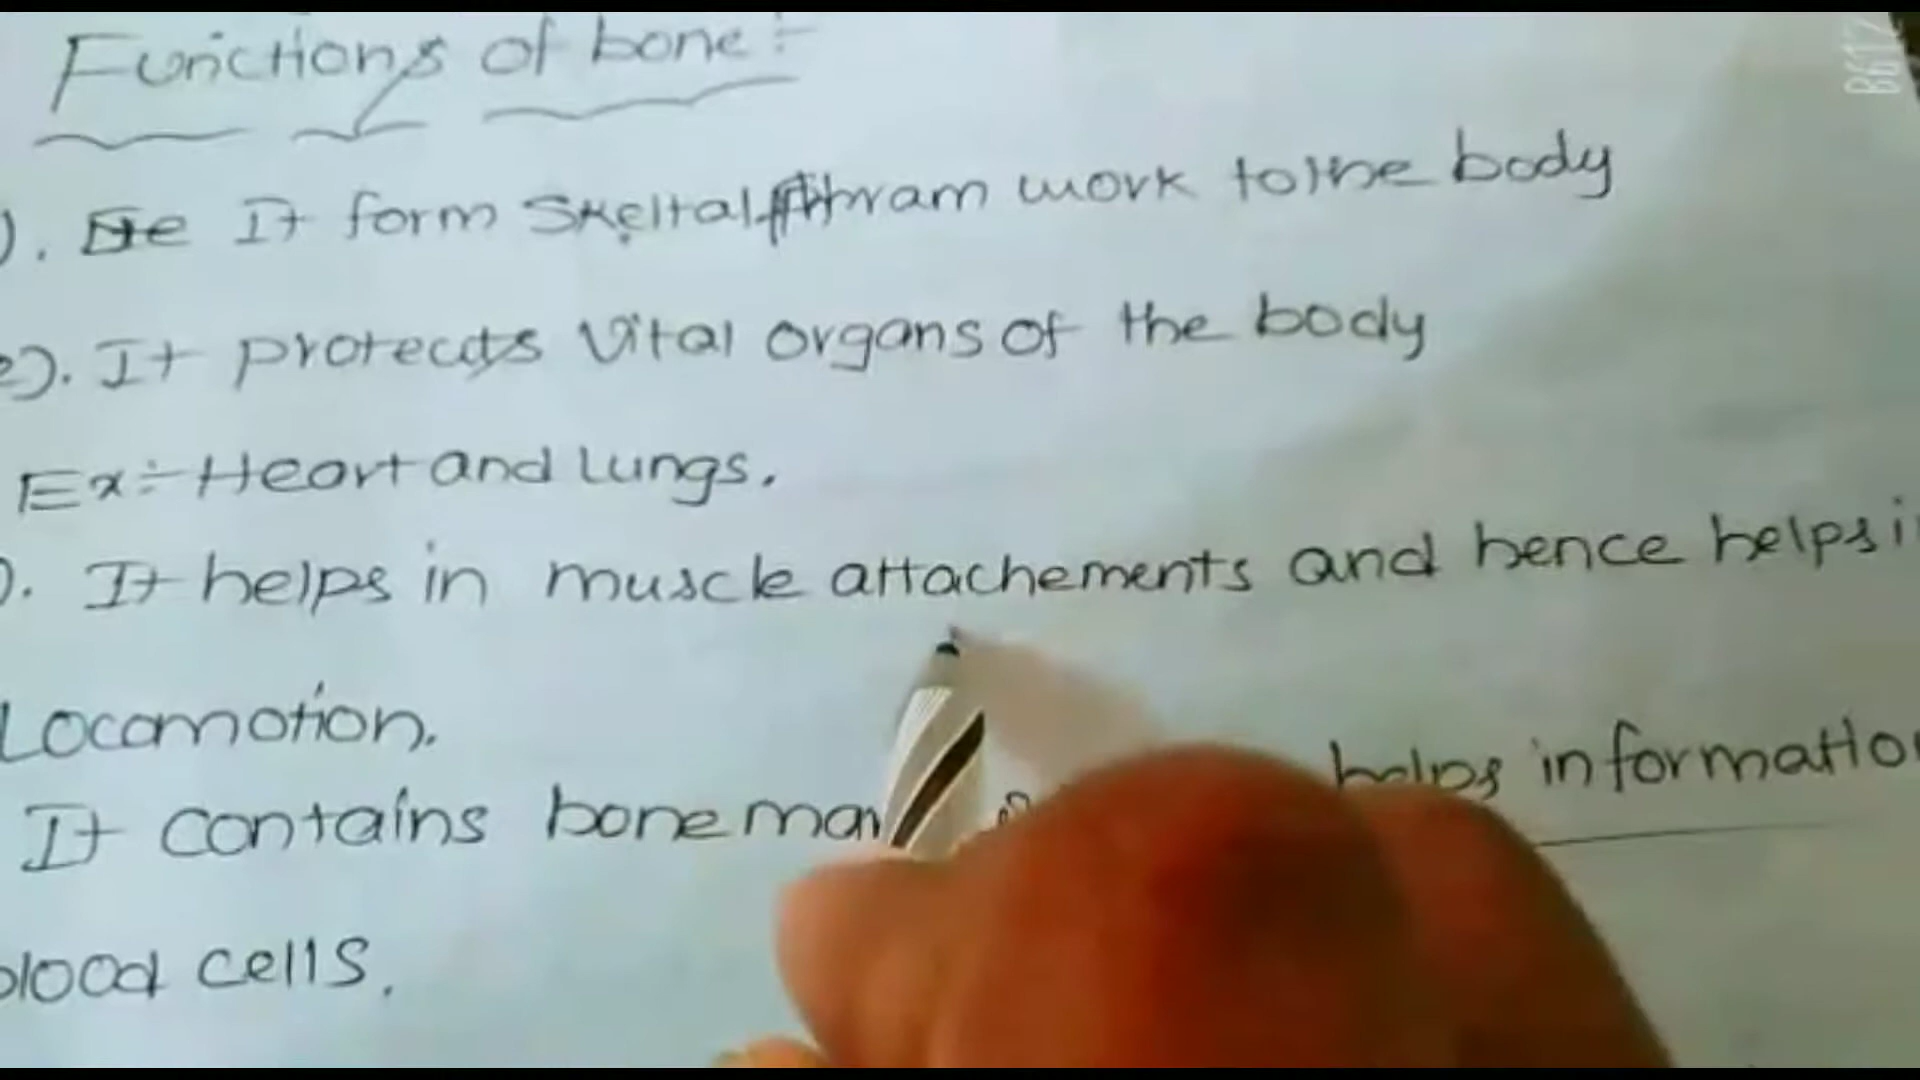 Functions of bone:-
). It form Skeltal fram work to the body
2). It protects Vital organs of the body
Ex:- Heart and Lungs.
). It helps in muscle attachements and hence helps i
Locomotion.
It contains bone mar helps in formatio
blood cells.
B612